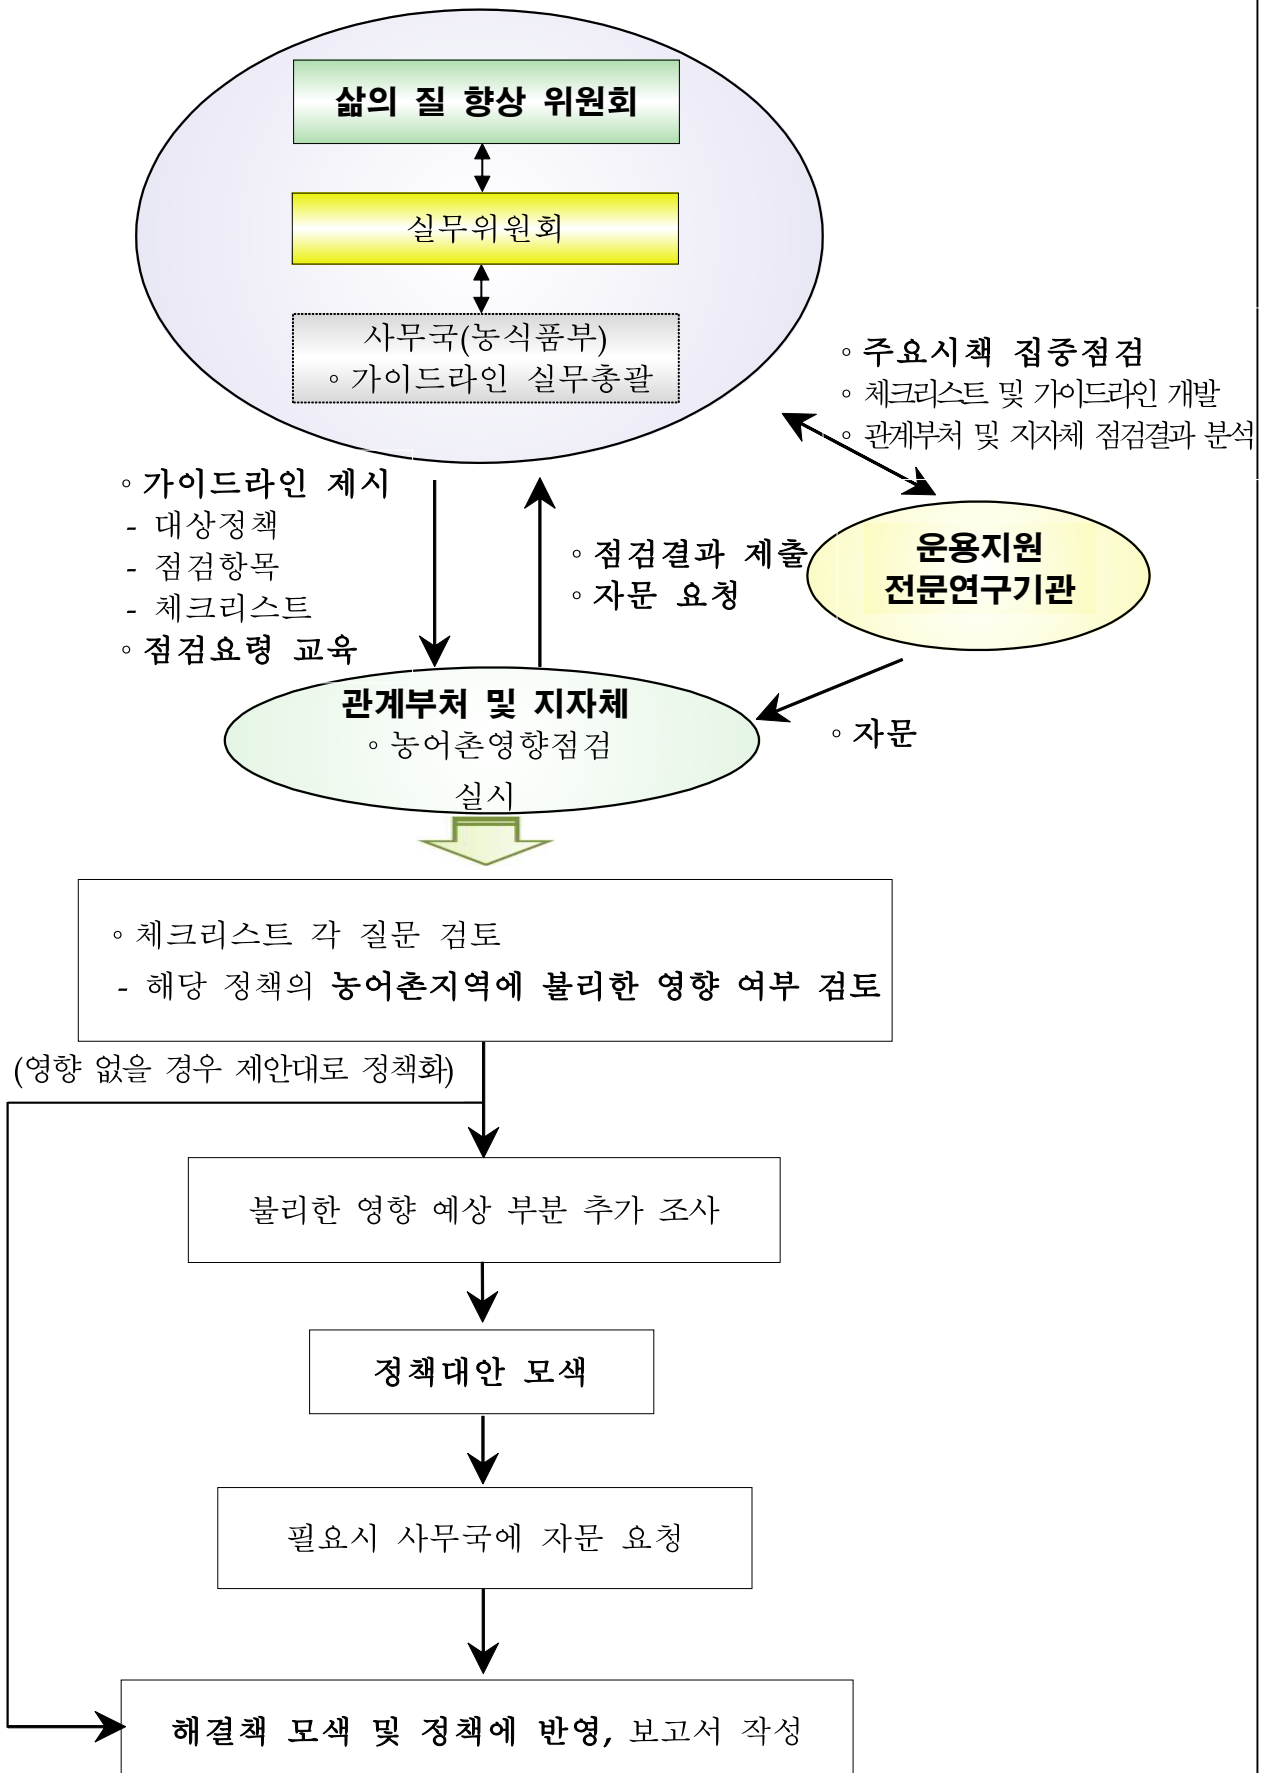 삶의 질 향상 위원회
실무위원회
사무국(농식품부)
◦가이드라인 실무총괄
◦주요시책 집중점검
◦체크리스트 및 가이드라인 개발
◦관계부처 및 지자체 점검결과 분석
◦가이드라인 제시
- 대상정책
- 점검항목
- 체크리스트
◦점검요령 교육
◦점검결과 제출
◦자문 요청
운용지원
전문연구기관
관계부처 및 지자체
◦농어촌영향점검
실시
◦자문
◦체크리스트 각 질문 검토
- 해당 정책의 농어촌지역에 불리한 영향 여부 검토
(영향 없을 경우 제안대로 정책화)
불리한 영향 예상 부분 추가 조사
정책대안 모색
필요시 사무국에 자문 요청
해결책 모색 및 정책에 반영, 보고서 작성